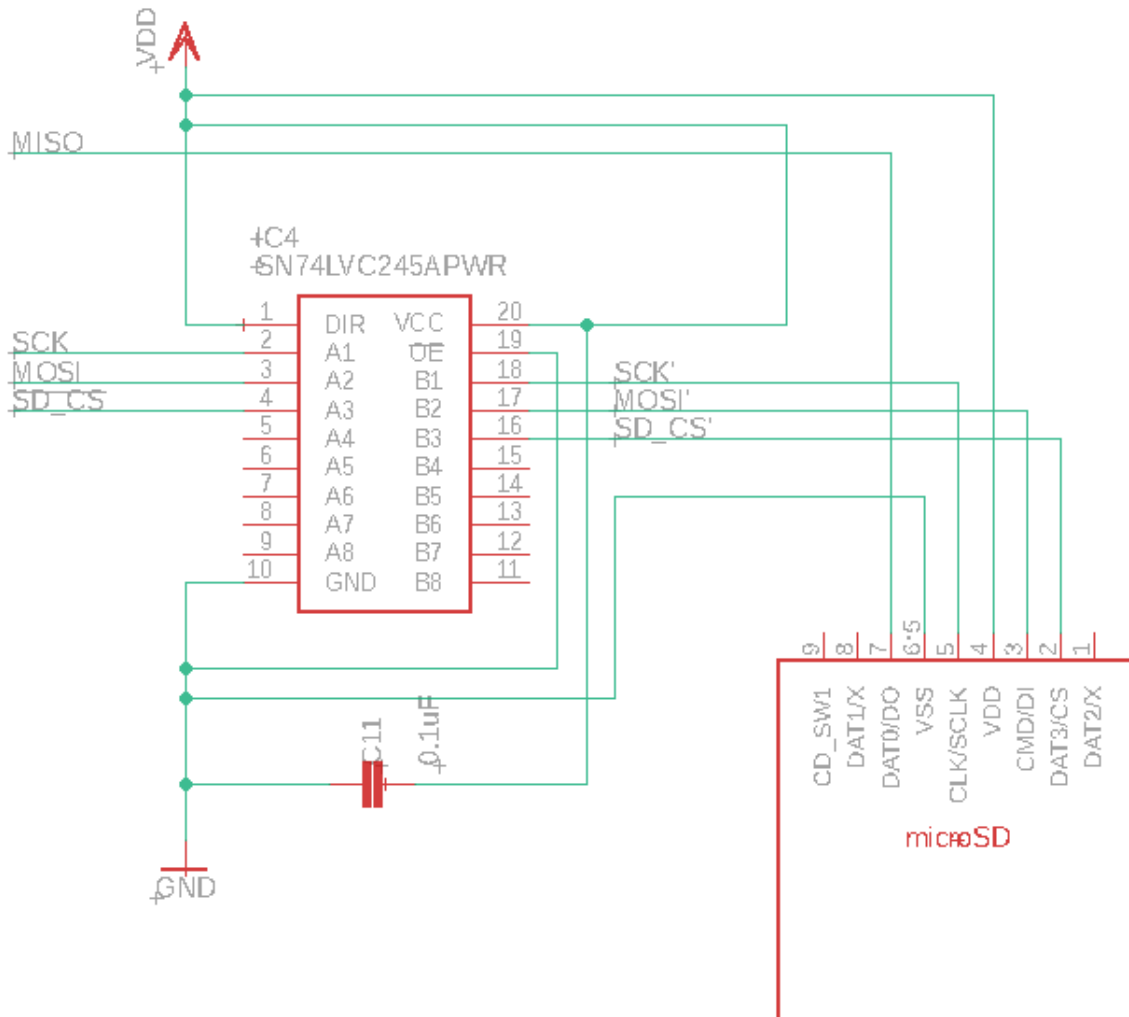 VDD
MISO
IC4
SN74LVC245APWR
1 DIR VCC 20
SCK 2 A1 OE 19
MOSI 3 A2 B1 18 SCK'
SD_CS 4 A3 B2 17 MOSI'
5 A4 B3 16 SD_CS'
6 A5 B4 15
7 A6 B5 14
8 A7 B6 13
9 A8 B7 12
10 GND B8 11
9 8 7 6*5 5 4 3 2 1
CD_SW1
DAT1/X
DAT0/DO
VSS
CLK/SCLK
VDD
CMD/DI
DAT3/CS
DAT2/X
C11
0.1uF
microSD
GND